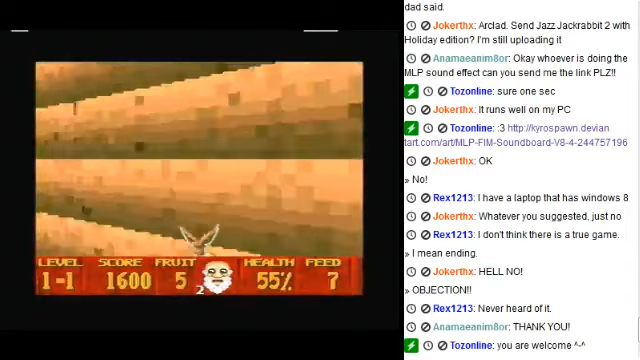 dad said.
Jokerthx: Arclad. Send Jazz Jackrabbit 2 with
Holiday edition? I'm still uploading it
Anamaeanim8or: Okay whoever is doing the
MLP sound effect can you send me the link PLZ!!
Tozonline: sure one sec
Jokerthx: It runs well on my PC
Tozonline: :3 http://kyrospawn.devian
tart.com/art/MLP-FIM-Soundboard-V8-4-244757196
Jokerthx: OK
» No!
Rex1213: I have a laptop that has windows 8
Jokerthx: Whatever you suggested, just no
Rex1213: I don't think there is a true game.
» I mean ending.
Jokerthx: HELL NO!
» OBJECTION!!
Rex1213: Never heard of it.
Anamaeanim8or: THANK YOU!
Tozonline: you are welcome ^-^
LEVEL SCORE FRUIT HEALTH FEED
1-1 1600 5 2 55% 7